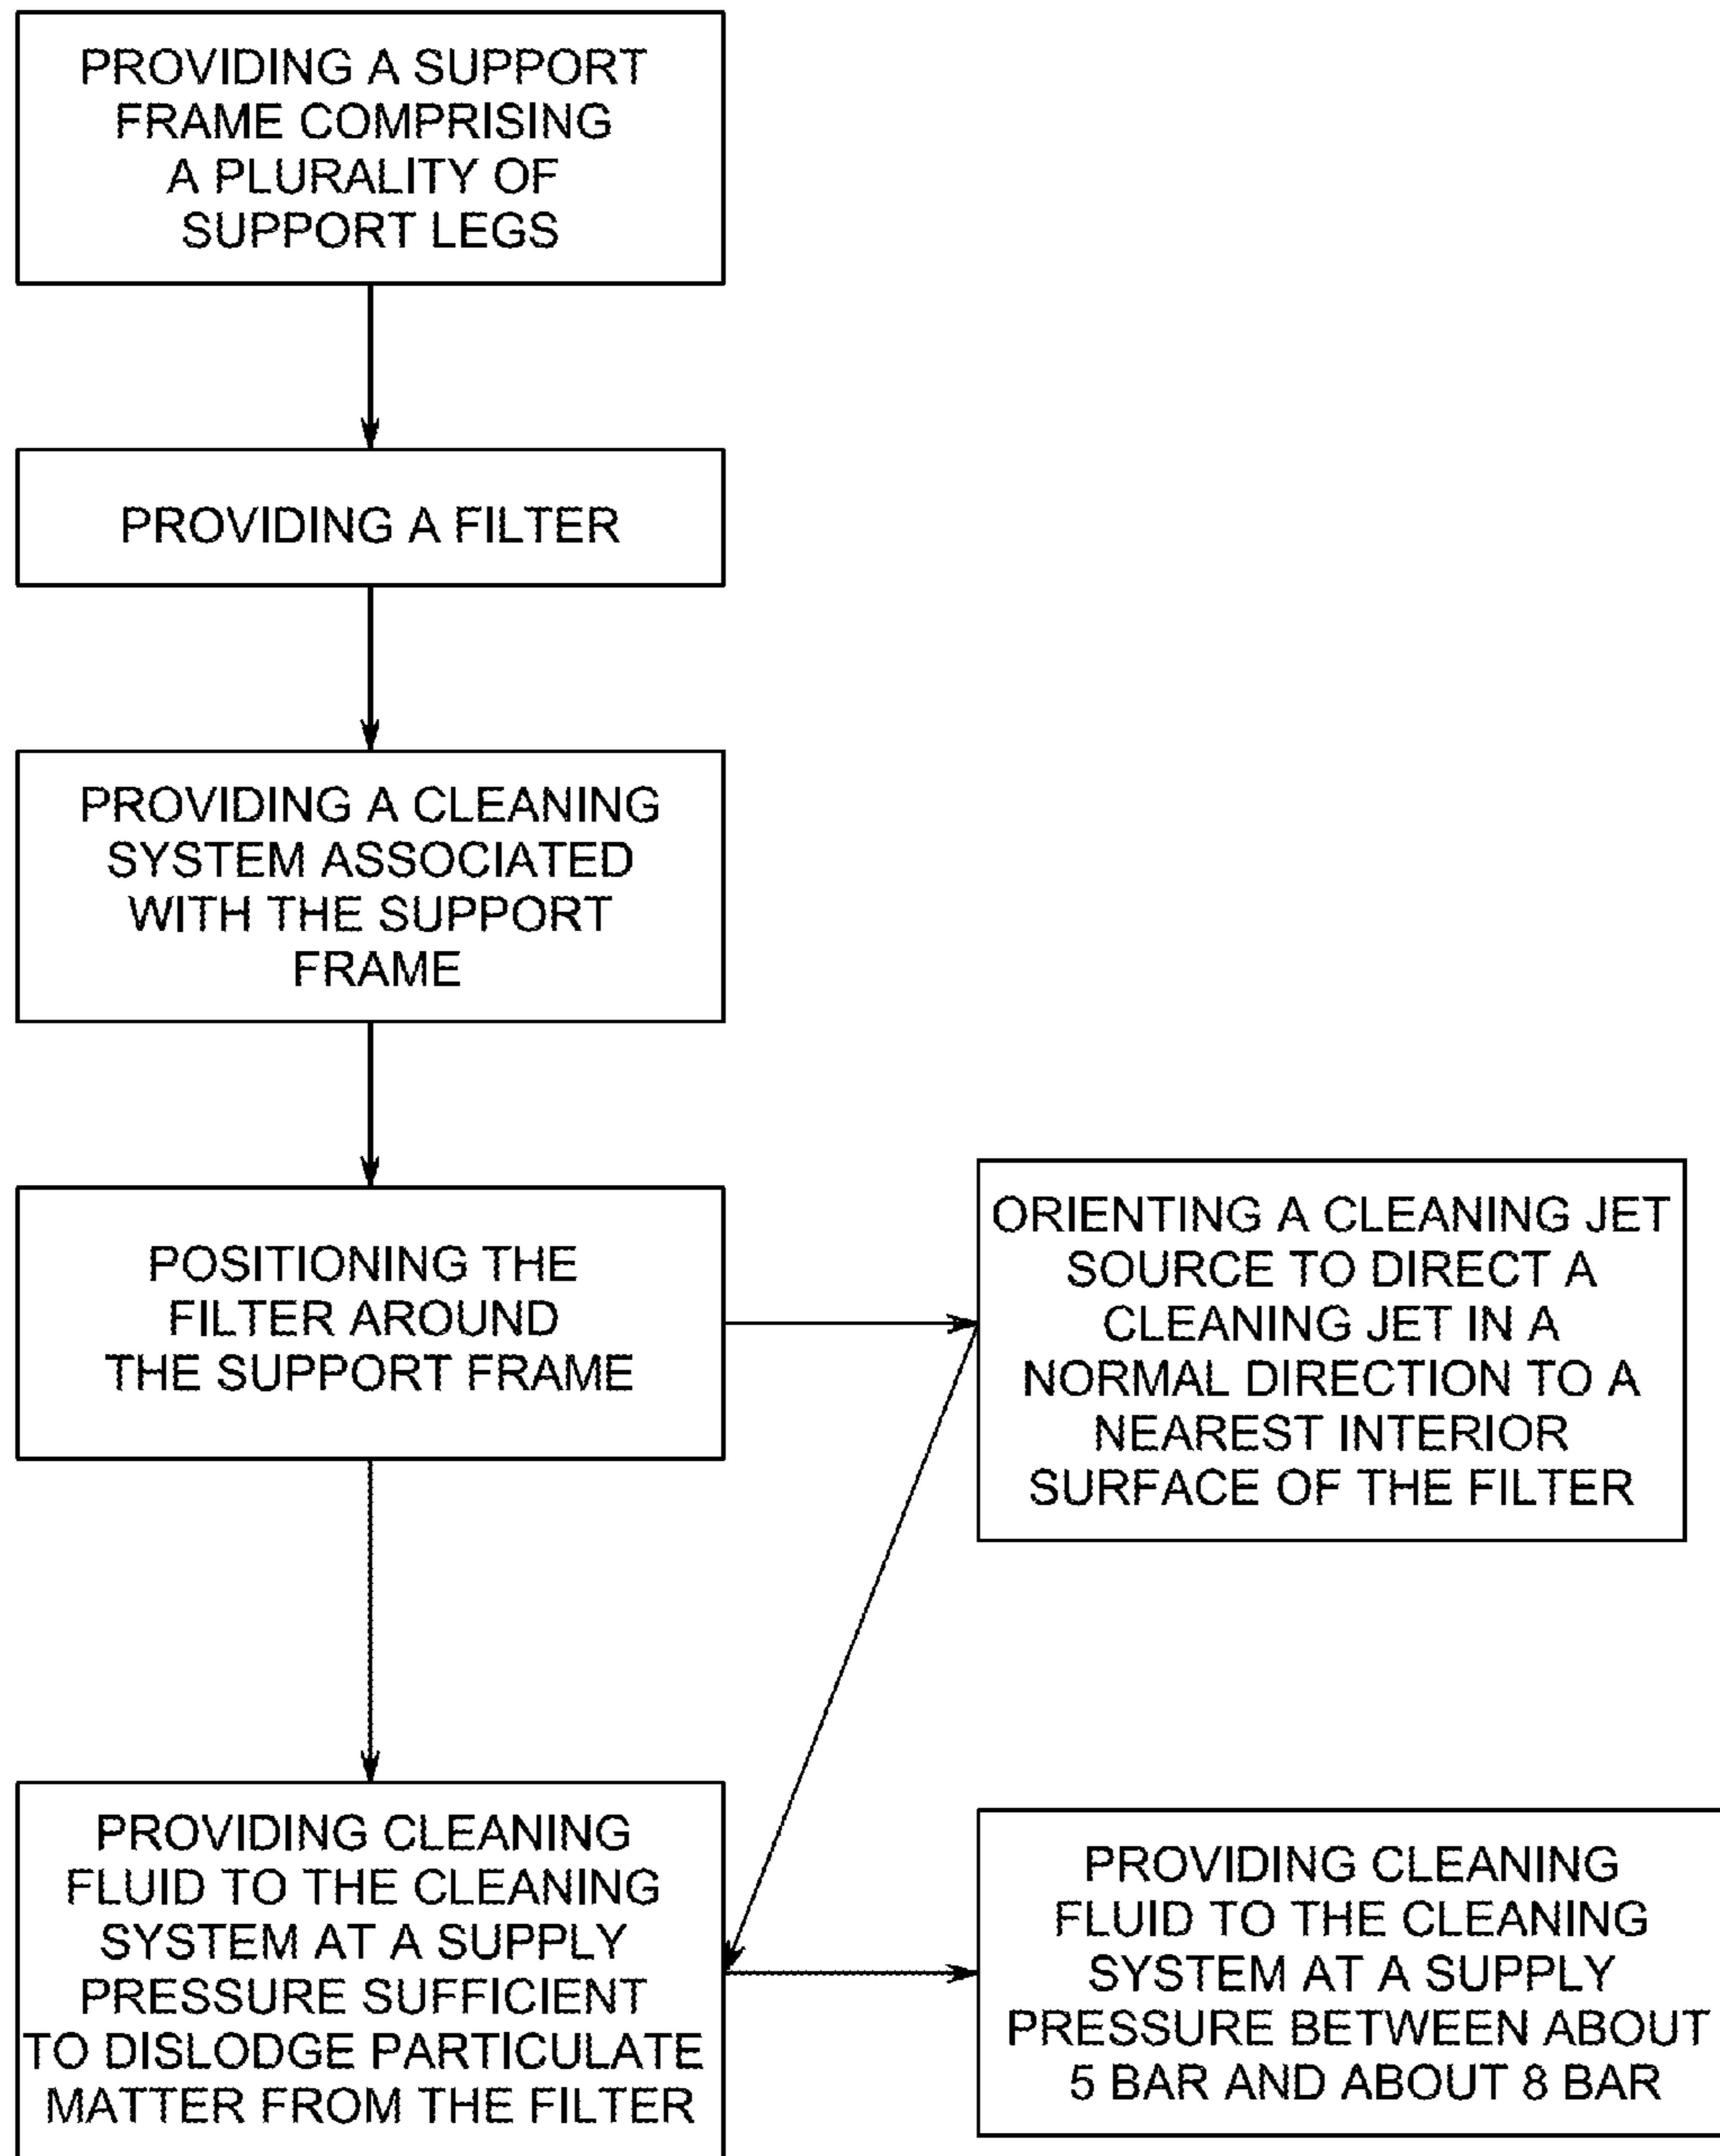 PROVIDING A SUPPORT
FRAME COMPRISING
A PLURALITY OF
SUPPORT LEGS
PROVIDING A FILTER
PROVIDING A CLEANING
SYSTEM ASSOCIATED
WITH THE SUPPORT
FRAME
POSITIONING THE
FILTER AROUND
THE SUPPORT FRAME
ORIENTING A CLEANING JET
SOURCE TO DIRECT A
CLEANING JET IN A
NORMAL DIRECTION TO A
NEAREST INTERIOR
SURFACE OF THE FILTER
PROVIDING CLEANING
FLUID TO THE CLEANING
SYSTEM AT A SUPPLY
PRESSURE SUFFICIENT
TO DISLODGE PARTICULATE
MATTER FROM THE FILTER
PROVIDING CLEANING
FLUID TO THE CLEANING
SYSTEM AT A SUPPLY
PRESSURE BETWEEN ABOUT
5 BAR AND ABOUT 8 BAR